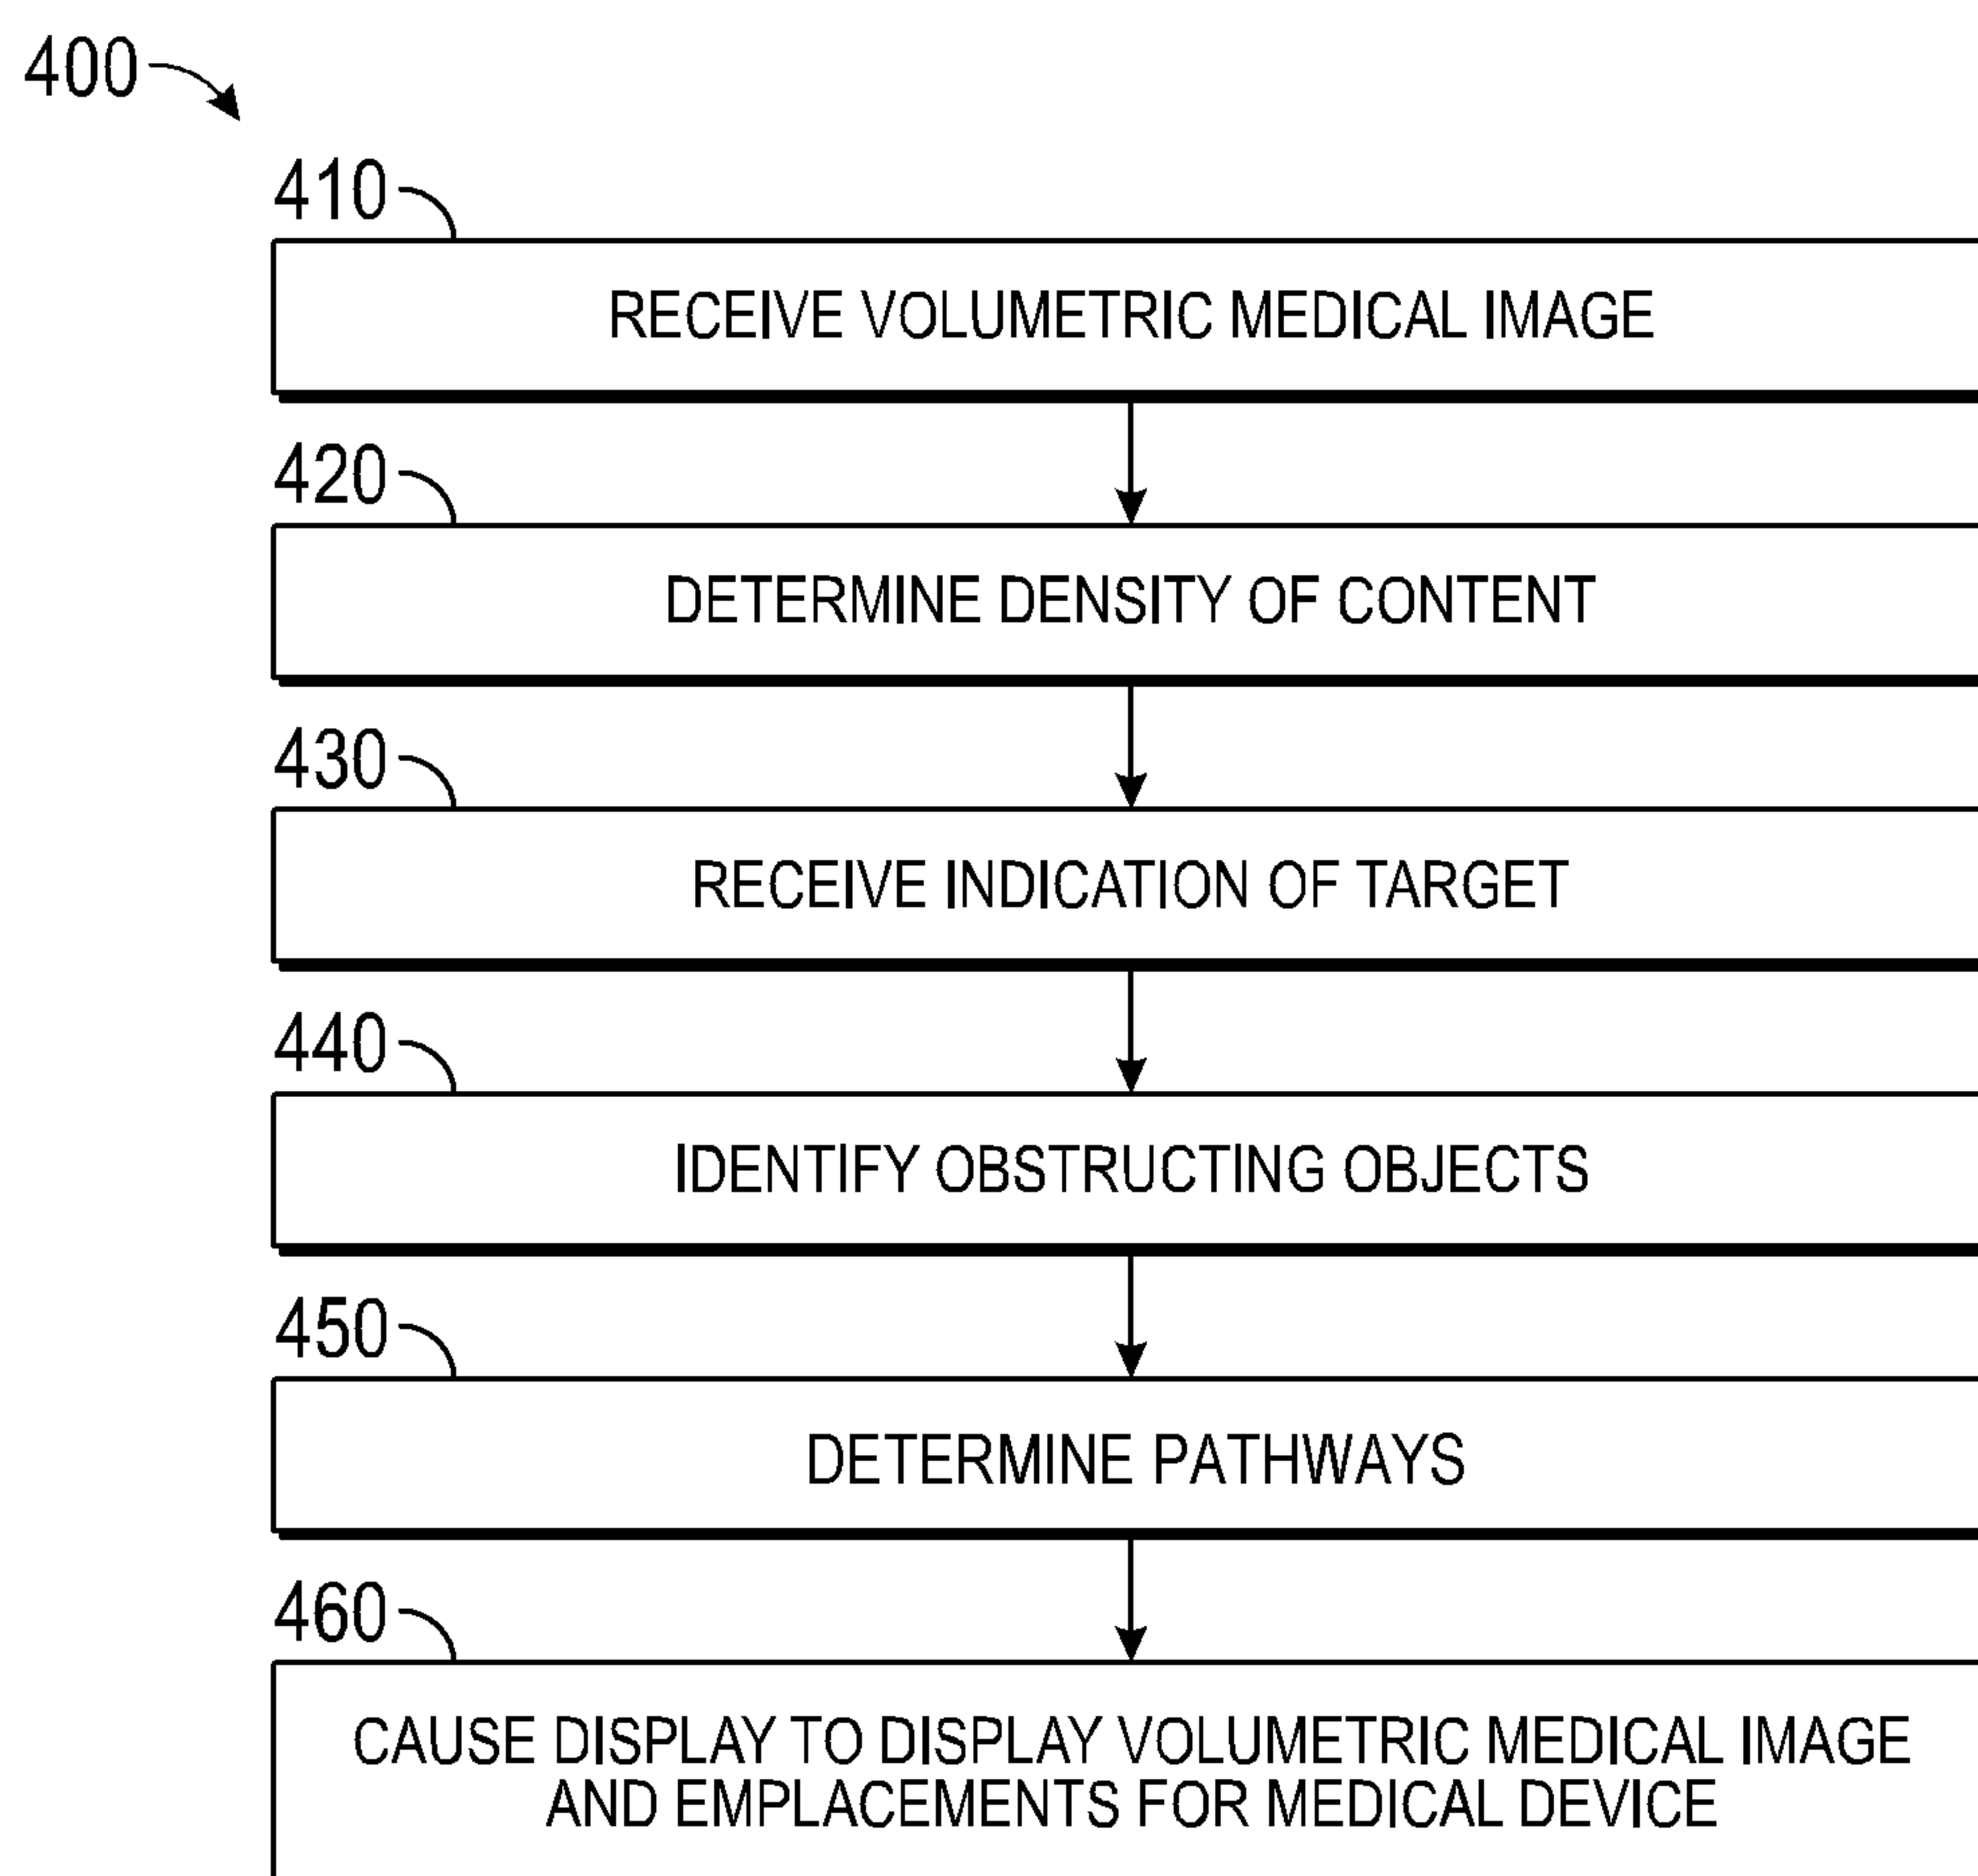 400
410
RECEIVE VOLUMETRIC MEDICAL IMAGE
420
DETERMINE DENSITY OF CONTENT
430
RECEIVE INDICATION OF TARGET
440
IDENTIFY OBSTRUCTING OBJECTS
450
DETERMINE PATHWAYS
460
CAUSE DISPLAY TO DISPLAY VOLUMETRIC MEDICAL IMAGE
AND EMPLACEMENTS FOR MEDICAL DEVICE